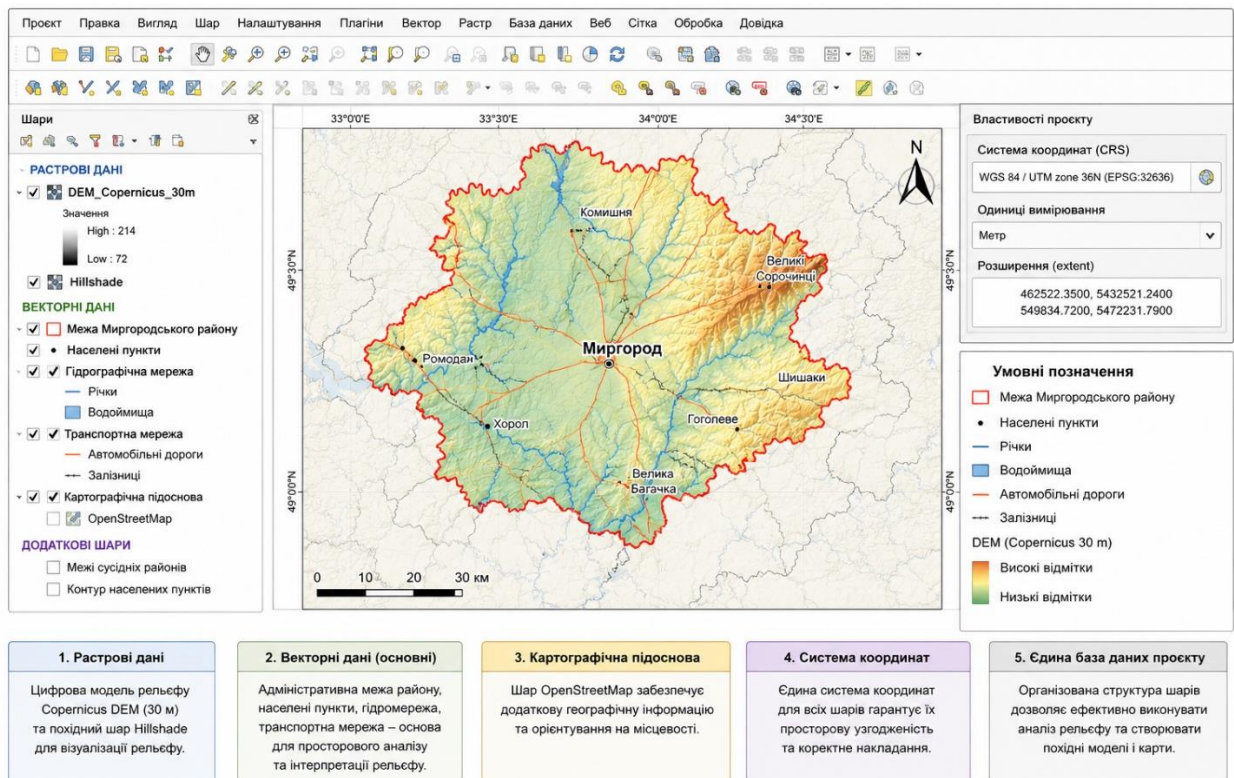 Проєкт Правка Вигляд Шар Налаштування Плагіни Вектор Растр База даних Веб Сітка Обробка Довідка
Шари
РАСТРОВІ ДАНІ
DEM_Copernicus_30m
Значення
High : 214
Low : 72
Hillshade
ВЕКТОРНІ ДАНІ
Межа Миргородського району
Населені пункти
Гідрографічна мережа
Річки
Водоймища
Транспортна мережа
Автомобільні дороги
Залізниці
Картографічна підоснова
OpenStreetMap
ДОДАТКОВІ ШАРИ
Межі сусідніх районів
Контур населених пунктів
33°0'0" 33°30'0" 34°0'0" 34°30'0"
49°30'0"
49°00'0"
N
Комишня
Великі
Сорочинці
Миргород
Ромодан
Шишаки
Хорол
Гоголеве
Велика
Багачка
0 10 20 30 км
49°30'0"
49°00'0"
Властивості проєкту
Система координат (CRS)
WGS 84 / UTM zone 36N (EPSG:32636)
Одиниці вимірювання
Метр
Розширення (extent)
462522.3500, 5432521.2400
549834.7200, 5472231.7900
Умовні позначення
Межа Миргородського району
Населені пункти
Річки
Водоймища
Автомобільні дороги
Залізниці
DEM (Copernicus 30 м)
Високі відмітки
Низькі відмітки
1. Растрові дані
Цифрова модель рельєфу
Copernicus DEM (30 м)
та похідний шар Hillshade
для візуалізації рельєфу.
2. Векторні дані (основні)
Адміністративна межа району,
населені пункти, гідромережа,
транспортна мережа – основа
для просторового аналізу
та інтерпретації рельєфу.
3. Картографічна підоснова
Шар OpenStreetMap забезпечує
додаткову географічну інформацію
та орієнтування на місцевості.
4. Система координат
Єдина система координат
для всіх шарів гарантує їх
просторову узгодженість
та коректне накладання.
5. Єдина база даних проєкту
Організована структура шарів
дозволяє ефективно виконувати
аналіз рельєфу та створювати
похідні моделі і карти.